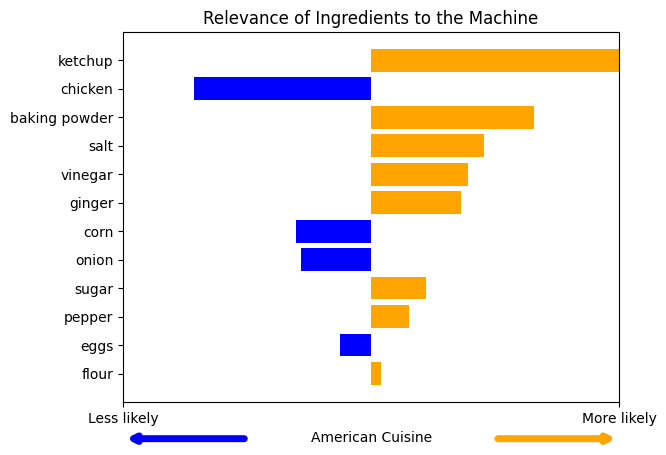 Relevance of Ingredients to the Machine
ketchup
chicken
baking powder
salt
vinegar
ginger
corn
onion
sugar
pepper
eggs
flour
Less likely
More likely
American Cuisine